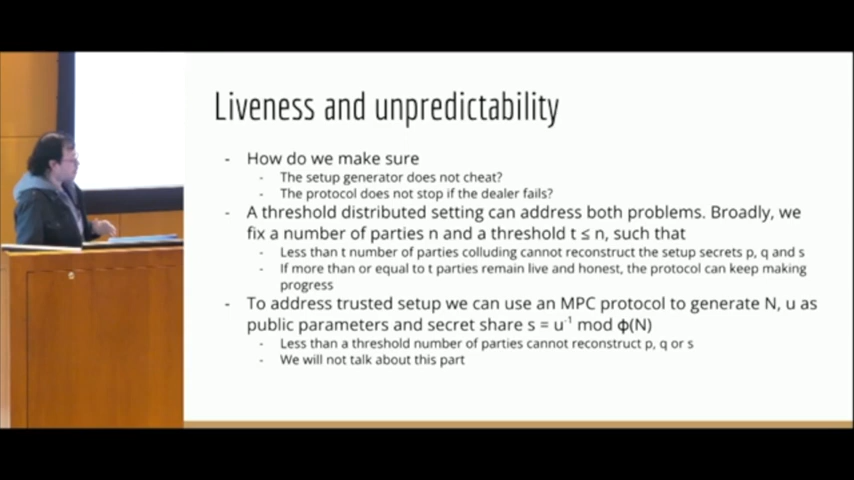 Liveness and unpredictability
- How do we make sure
- The setup generator does not cheat?
- The protocol does not stop if the dealer fails?
- A threshold distributed setting can address both problems. Broadly, we
fix a number of parties n and a threshold t ≤ n, such that
- Less than t number of parties colluding cannot reconstruct the setup secrets p, q and s
- If more than or equal to t parties remain live and honest, the protocol can keep making
progress
- To address trusted setup we can use an MPC protocol to generate N, u as
public parameters and secret share s = u⁻¹ mod ϕ(N)
- Less than a threshold number of parties cannot reconstruct p, q or s
- We will not talk about this part